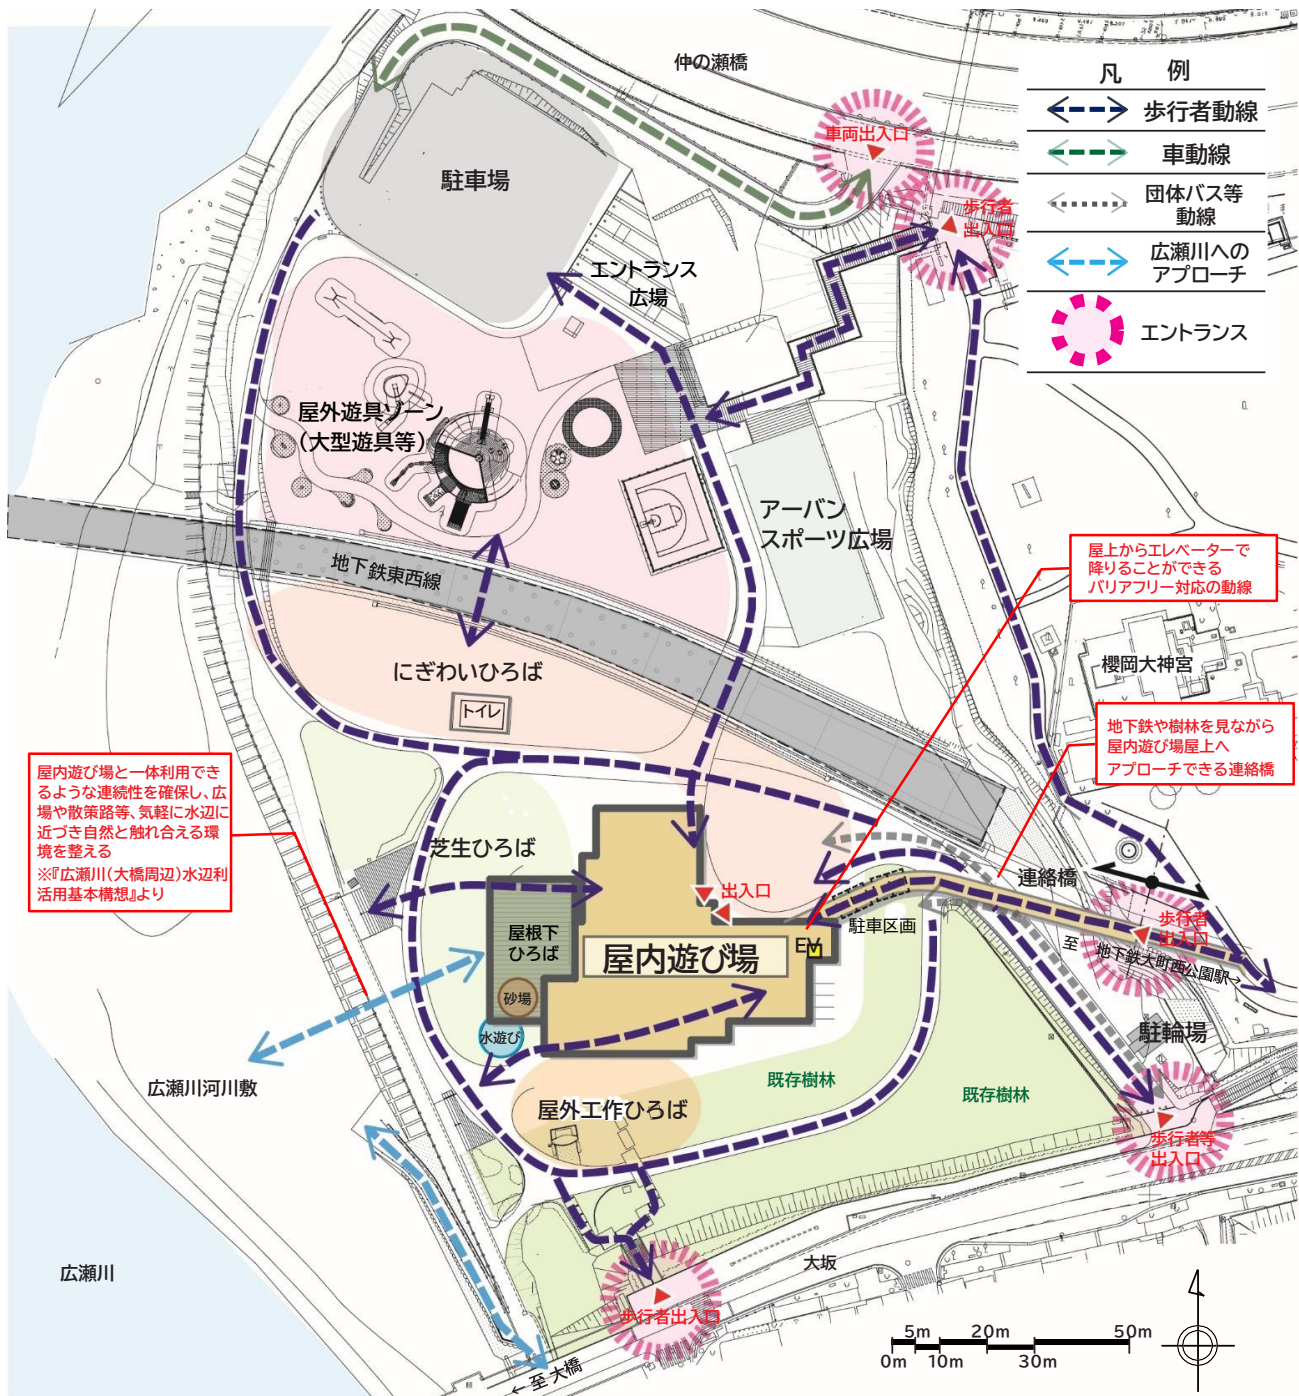 仲の瀬橋
凡 例
歩行者動線
車動線
団体バス等
動線
広瀬川への
アプローチ
エントランス
車両出入口
歩行者
出入口
駐車場
エントランス
広場
屋外遊具ゾーン
(大型遊具等)
アーバン
スポーツ広場
地下鉄東西線
屋上からエレベーターで
降りることができる
バリアフリー対応の動線
櫻岡大神宮
にぎわいひろば
トイレ
地下鉄や樹林を見ながら
屋内遊び場屋上へ
アプローチできる連絡橋
屋内遊び場と一体利用でき
るような連続性を確保し、広
場や散策路等、気軽に水辺に
近づき自然と触れ合える環
境を整える
※『広瀬川(大橋周辺)水辺利
活用基本構想』より
芝生ひろば
出入口
連絡橋
駐車区画
歩行者
出入口
至 地下鉄大町西公園駅→
屋根下
ひろば
屋内遊び場
EV
砂場
水遊び
駐輪場
広瀬川河川敷
既存樹林
既存樹林
屋外工作ひろば
歩行者等
出入口
大坂
広瀬川
歩行者出入口
←至 大橋
5m 20m 50m
0m 10m 30m